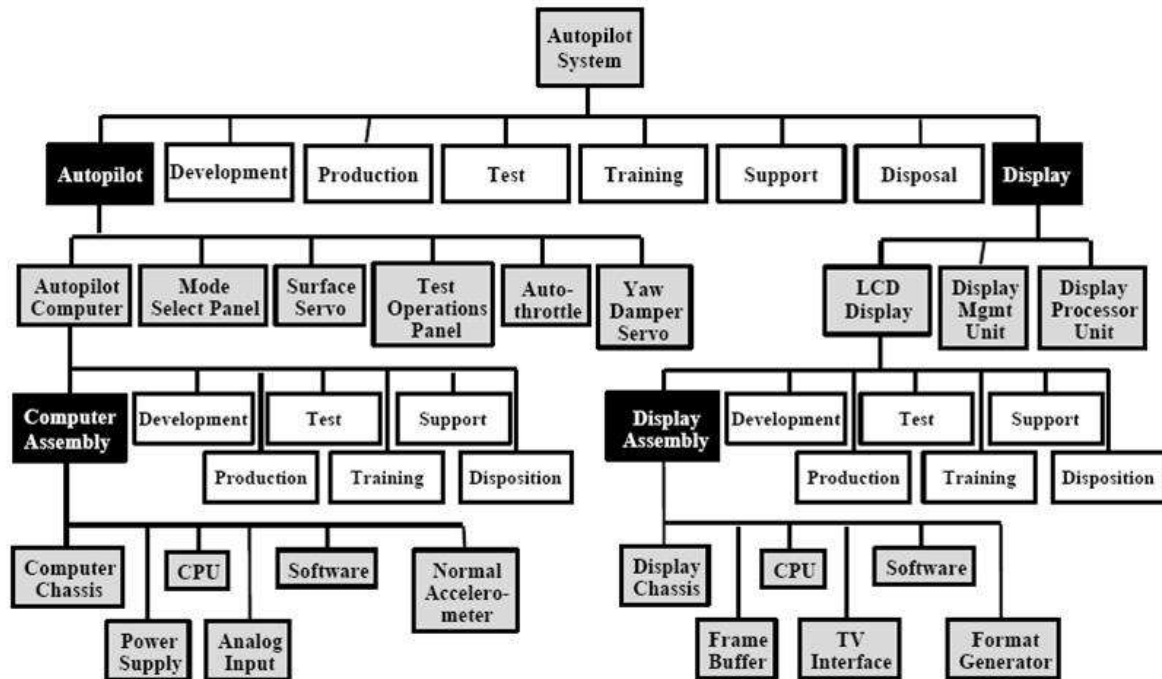 Autopilot
System
Autopilot
Development
Production
Test
Training
Support
Disposal
Display
Autopilot
Computer
Mode
Select Panel
Surface
Servo
Test
Operations
Panel
Auto-
throttle
Yaw
Damper
Servo
LCD
Display
Display
Mgmt
Unit
Display
Processor
Unit
Computer
Assembly
Development
Test
Support
Production
Training
Disposition
Display
Assembly
Development
Test
Support
Production
Training
Disposition
Computer
Chassis
CPU
Software
Normal
Accelero-
meter
Power
Supply
Analog
Input
Display
Chassis
CPU
Software
Frame
Buffer
TV
Interface
Format
Generator